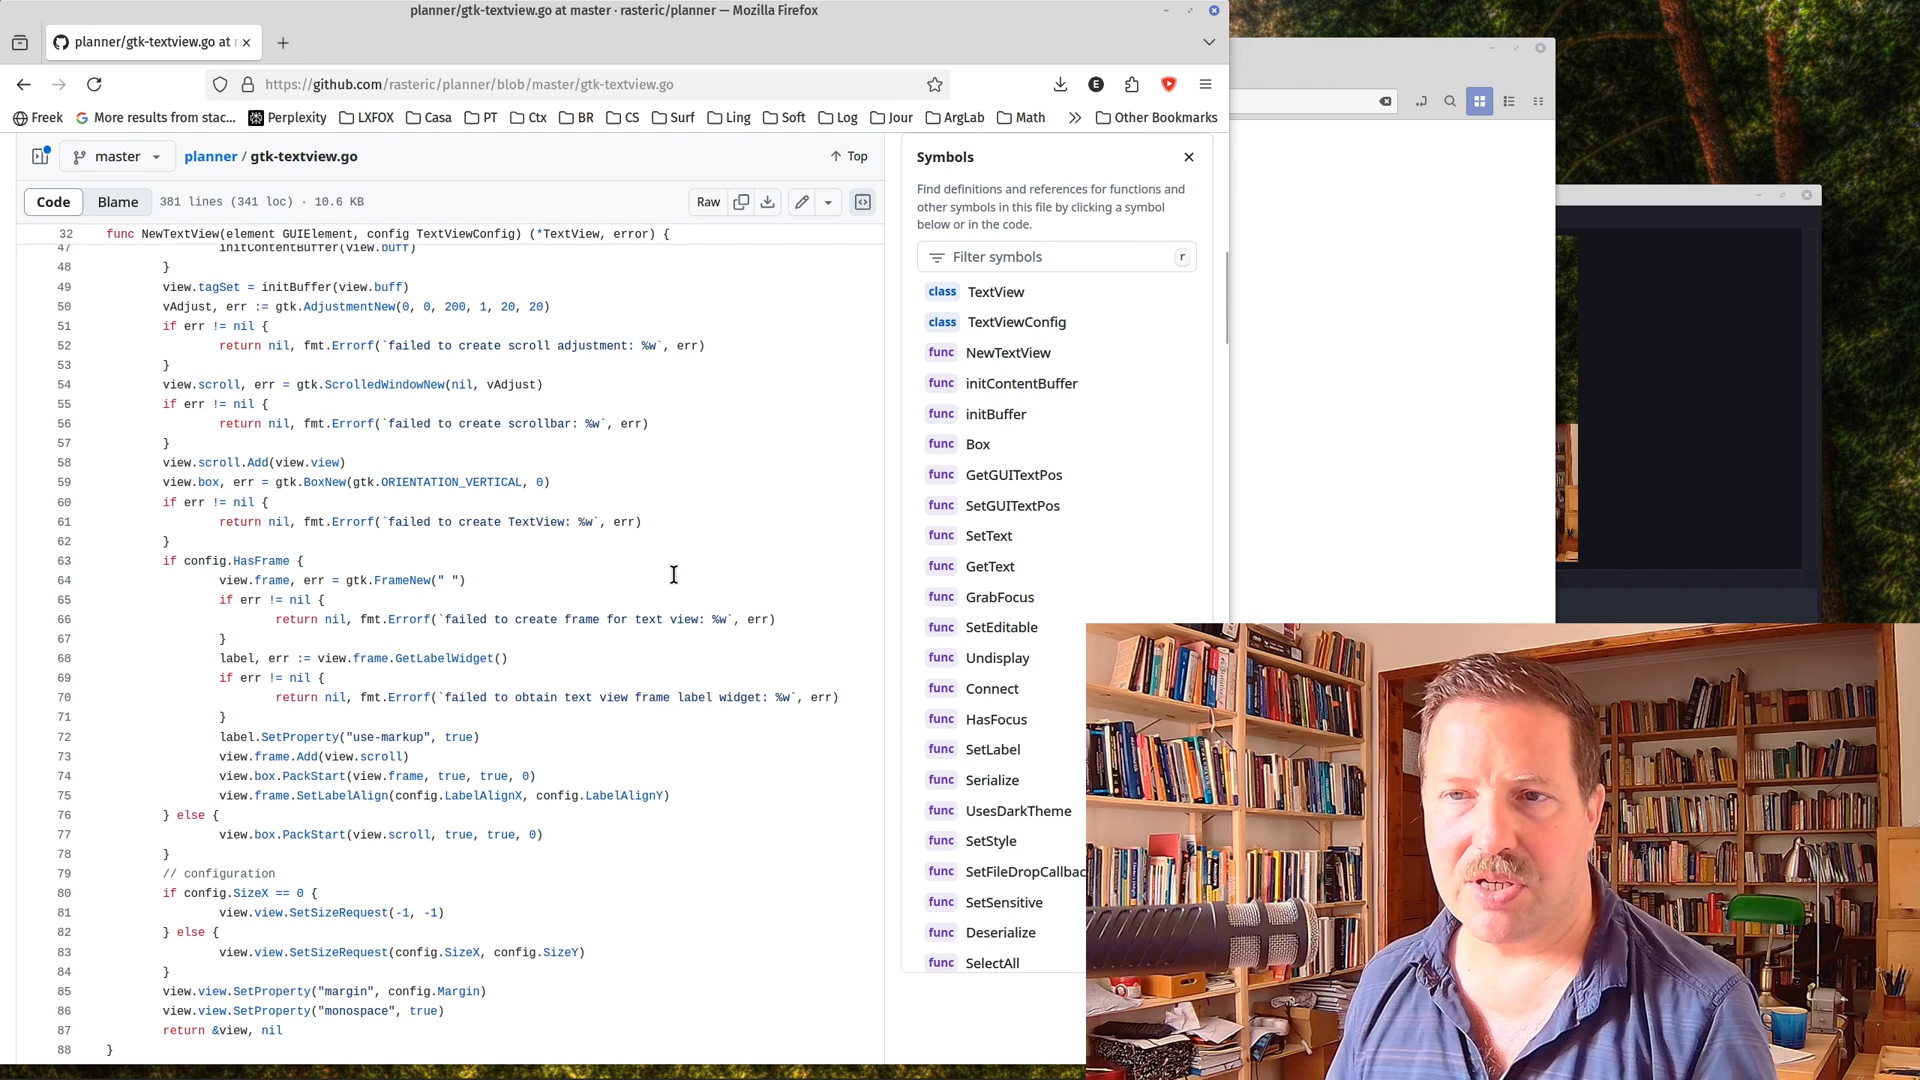 planner/gtk-textview.go at master · rasteric/planner — Mozilla Firefox
planner/gtk-textview.go at
https://github.com/rasteric/planner/blob/master/gtk-textview.go
Freek More results from stac... Perplexity LXFOX Casa PT Ctx BR CS Surf Ling Soft Log Jour ArgLab Math Other Bookmarks
master planner / gtk-textview.go Top
Code Blame 381 lines (341 loc) · 10.6 KB Raw
32 func NewTextView(element GUIElement, config TextViewConfig) (*TextView, error) {
47 initContentBuffer(view.buff)
48 }
49 view.tagSet = initBuffer(view.buff)
50 vAdjust, err := gtk.AdjustmentNew(0, 0, 200, 1, 20, 20)
51 if err != nil {
52 return nil, fmt.Errorf(`failed to create scroll adjustment: %w`, err)
53 }
54 view.scroll, err = gtk.ScrolledWindowNew(nil, vAdjust)
55 if err != nil {
56 return nil, fmt.Errorf(`failed to create scrollbar: %w`, err)
57 }
58 view.scroll.Add(view.view)
59 view.box, err = gtk.BoxNew(gtk.ORIENTATION_VERTICAL, 0)
60 if err != nil {
61 return nil, fmt.Errorf(`failed to create TextView: %w`, err)
62 }
63 if config.HasFrame {
64 view.frame, err = gtk.FrameNew(" ")
65 if err != nil {
66 return nil, fmt.Errorf(`failed to create frame for text view: %w`, err)
67 }
68 label, err := view.frame.GetLabelWidget()
69 if err != nil {
70 return nil, fmt.Errorf(`failed to obtain text view frame label widget: %w`, err)
71 }
72 label.SetProperty("use-markup", true)
73 view.frame.Add(view.scroll)
74 view.box.PackStart(view.frame, true, true, 0)
75 view.frame.SetLabelAlign(config.LabelAlignX, config.LabelAlignY)
76 } else {
77 view.box.PackStart(view.scroll, true, true, 0)
78 }
79 // configuration
80 if config.SizeX == 0 {
81 view.view.SetSizeRequest(-1, -1)
82 } else {
83 view.view.SetSizeRequest(config.SizeX, config.SizeY)
84 }
85 view.view.SetProperty("margin", config.Margin)
86 view.view.SetProperty("monospace", true)
87 return &view, nil
88 }
Symbols
Find definitions and references for functions and
other symbols in this file by clicking a symbol
below or in the code.
Filter symbols r
class TextView
class TextViewConfig
func NewTextView
func initContentBuffer
func initBuffer
func Box
func GetGUITextPos
func SetGUITextPos
func SetText
func GetText
func GrabFocus
func SetEditable
func Undisplay
func Connect
func HasFocus
func SetLabel
func Serialize
func UsesDarkTheme
func SetStyle
func SetFileDropCallbac
func SetSensitive
func Deserialize
func SelectAll